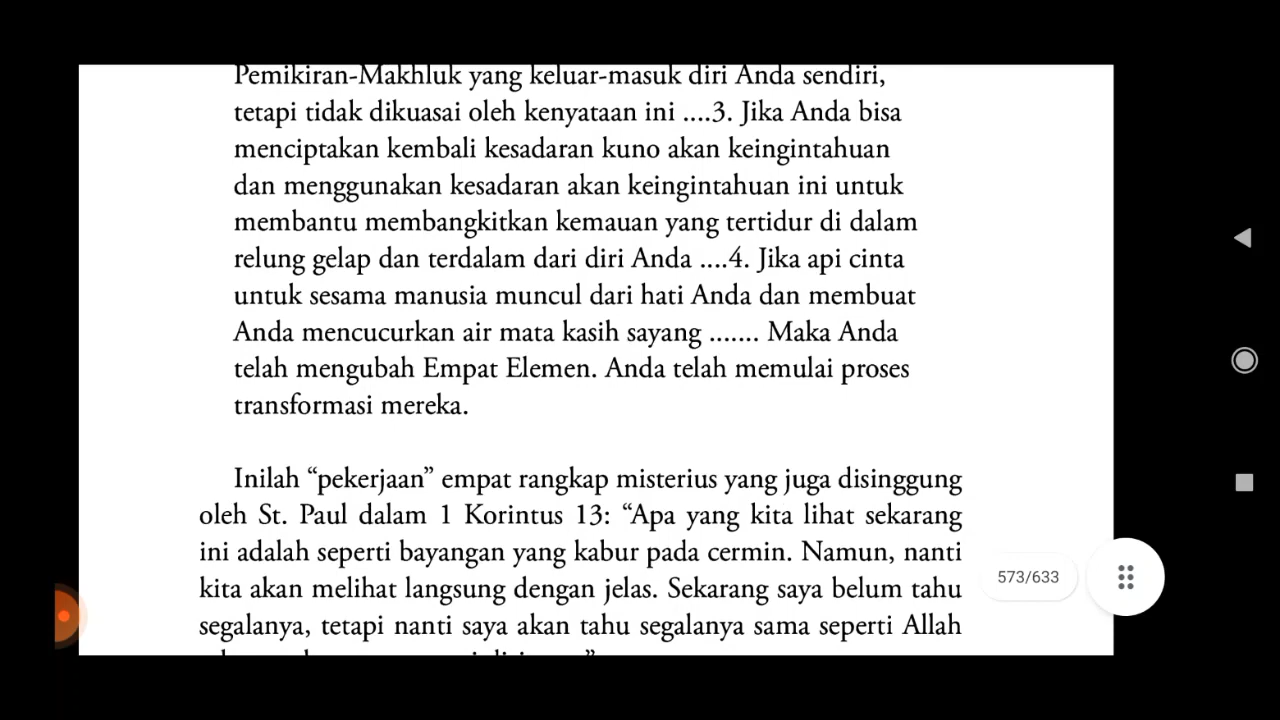 Pemikiran-Makhluk yang keluar-masuk diri Anda sendiri,
tetapi tidak dikuasai oleh kenyataan ini ....3. Jika Anda bisa
menciptakan kembali kesadaran kuno akan keingintahuan
dan menggunakan kesadaran akan keingintahuan ini untuk
membantu membangkitkan kemauan yang tertidur di dalam
relung gelap dan terdalam dari diri Anda ....4. Jika api cinta
untuk sesama manusia muncul dari hati Anda dan membuat
Anda mencucurkan air mata kasih sayang ....... Maka Anda
telah mengubah Empat Elemen. Anda telah memulai proses
transformasi mereka.
Inilah “pekerjaan” empat rangkap misterius yang juga disinggung
oleh St. Paul dalam 1 Korintus 13: “Apa yang kita lihat sekarang
ini adalah seperti bayangan yang kabur pada cermin. Namun, nanti
kita akan melihat langsung dengan jelas. Sekarang saya belum tahu
segalanya, tetapi nanti saya akan tahu segalanya sama seperti Allah
573/633